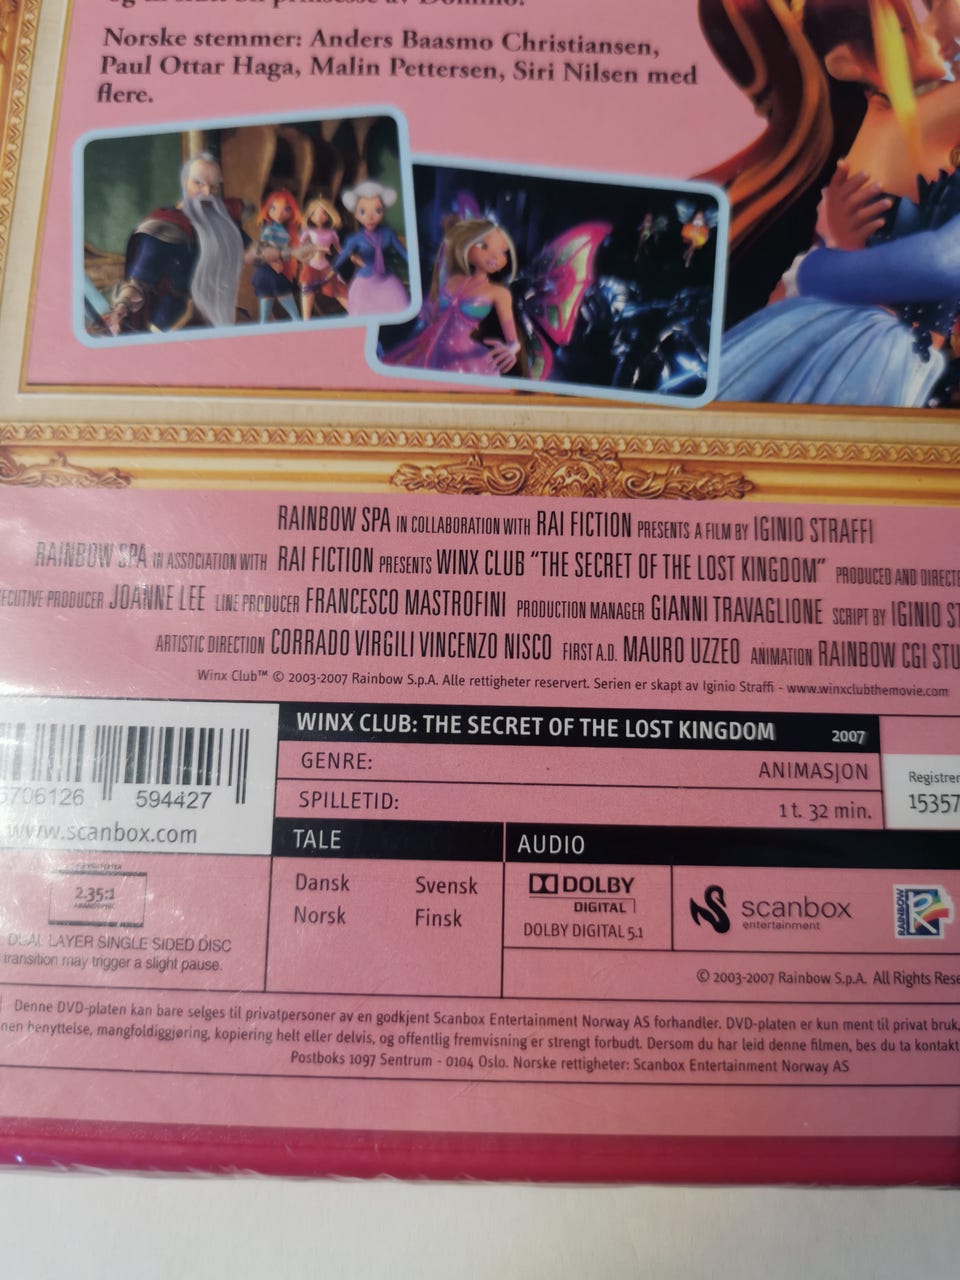 Norske stemmer: Anders Baasmo Christiansen,
Paul Ottar Haga, Malin Pettersen, Siri Nilsen med
flere.
RAINBOW SPA IN COLLABORATION WITH RAI FICTION PRESENTS A FILM BY IGINIO STRAFFI
RAINBOW SPA IN ASSOCIATION WITH RAI FICTION PRESENTS WINX CLUB "THE SECRET OF THE LOST KINGDOM" PRODUCED AND DIRECTE
ECUTIVE PRODUCER JOANNE LEE LINE PRODUCER FRANCESCO MASTROFINI PRODUCTION MANAGER GIANNI TRAVAGLIONE SCRIPT BY IGINIO ST
ARTISTIC DIRECTION CORRADO VIRGILI VINCENZO NISCO FIRST A.D. MAURO UZZEO ANIMATION RAINBOW CGI STU
Winx Club™ © 2003-2007 Rainbow S.p.A. Alle rettigheter reservert. Serien er skapt av Iginio Straffi - www.winxclubthemovie.com
WINX CLUB: THE SECRET OF THE LOST KINGDOM 2007
GENRE: ANIMASJON
SPILLETID: 1 t. 32 min.
Registrer
15357
5706126 594427
www.scanbox.com
TALE
Dansk Svensk
Norsk Finsk
AUDIO
DOLBY
DIGITAL
DOLBY DIGITAL 5.1
scanbox
entertainment
RAINBOW
R
2.35:1
DUAL LAYER SINGLE SIDED DISC
transition may trigger a slight pause.
© 2003-2007 Rainbow S.p.A. All Rights Rese
Denne DVD-platen kan bare selges til privatpersoner av en godkjent Scanbox Entertainment Norway AS forhandler. DVD-platen er kun ment til privat bruk,
nen benyttelse, mangfoldiggjøring, kopiering helt eller delvis, og offentlig fremvisning er strengt forbudt. Dersom du har leid denne filmen, bes du ta kontakt
Postboks 1097 Sentrum - 0104 Oslo. Norske rettigheter: Scanbox Entertainment Norway AS